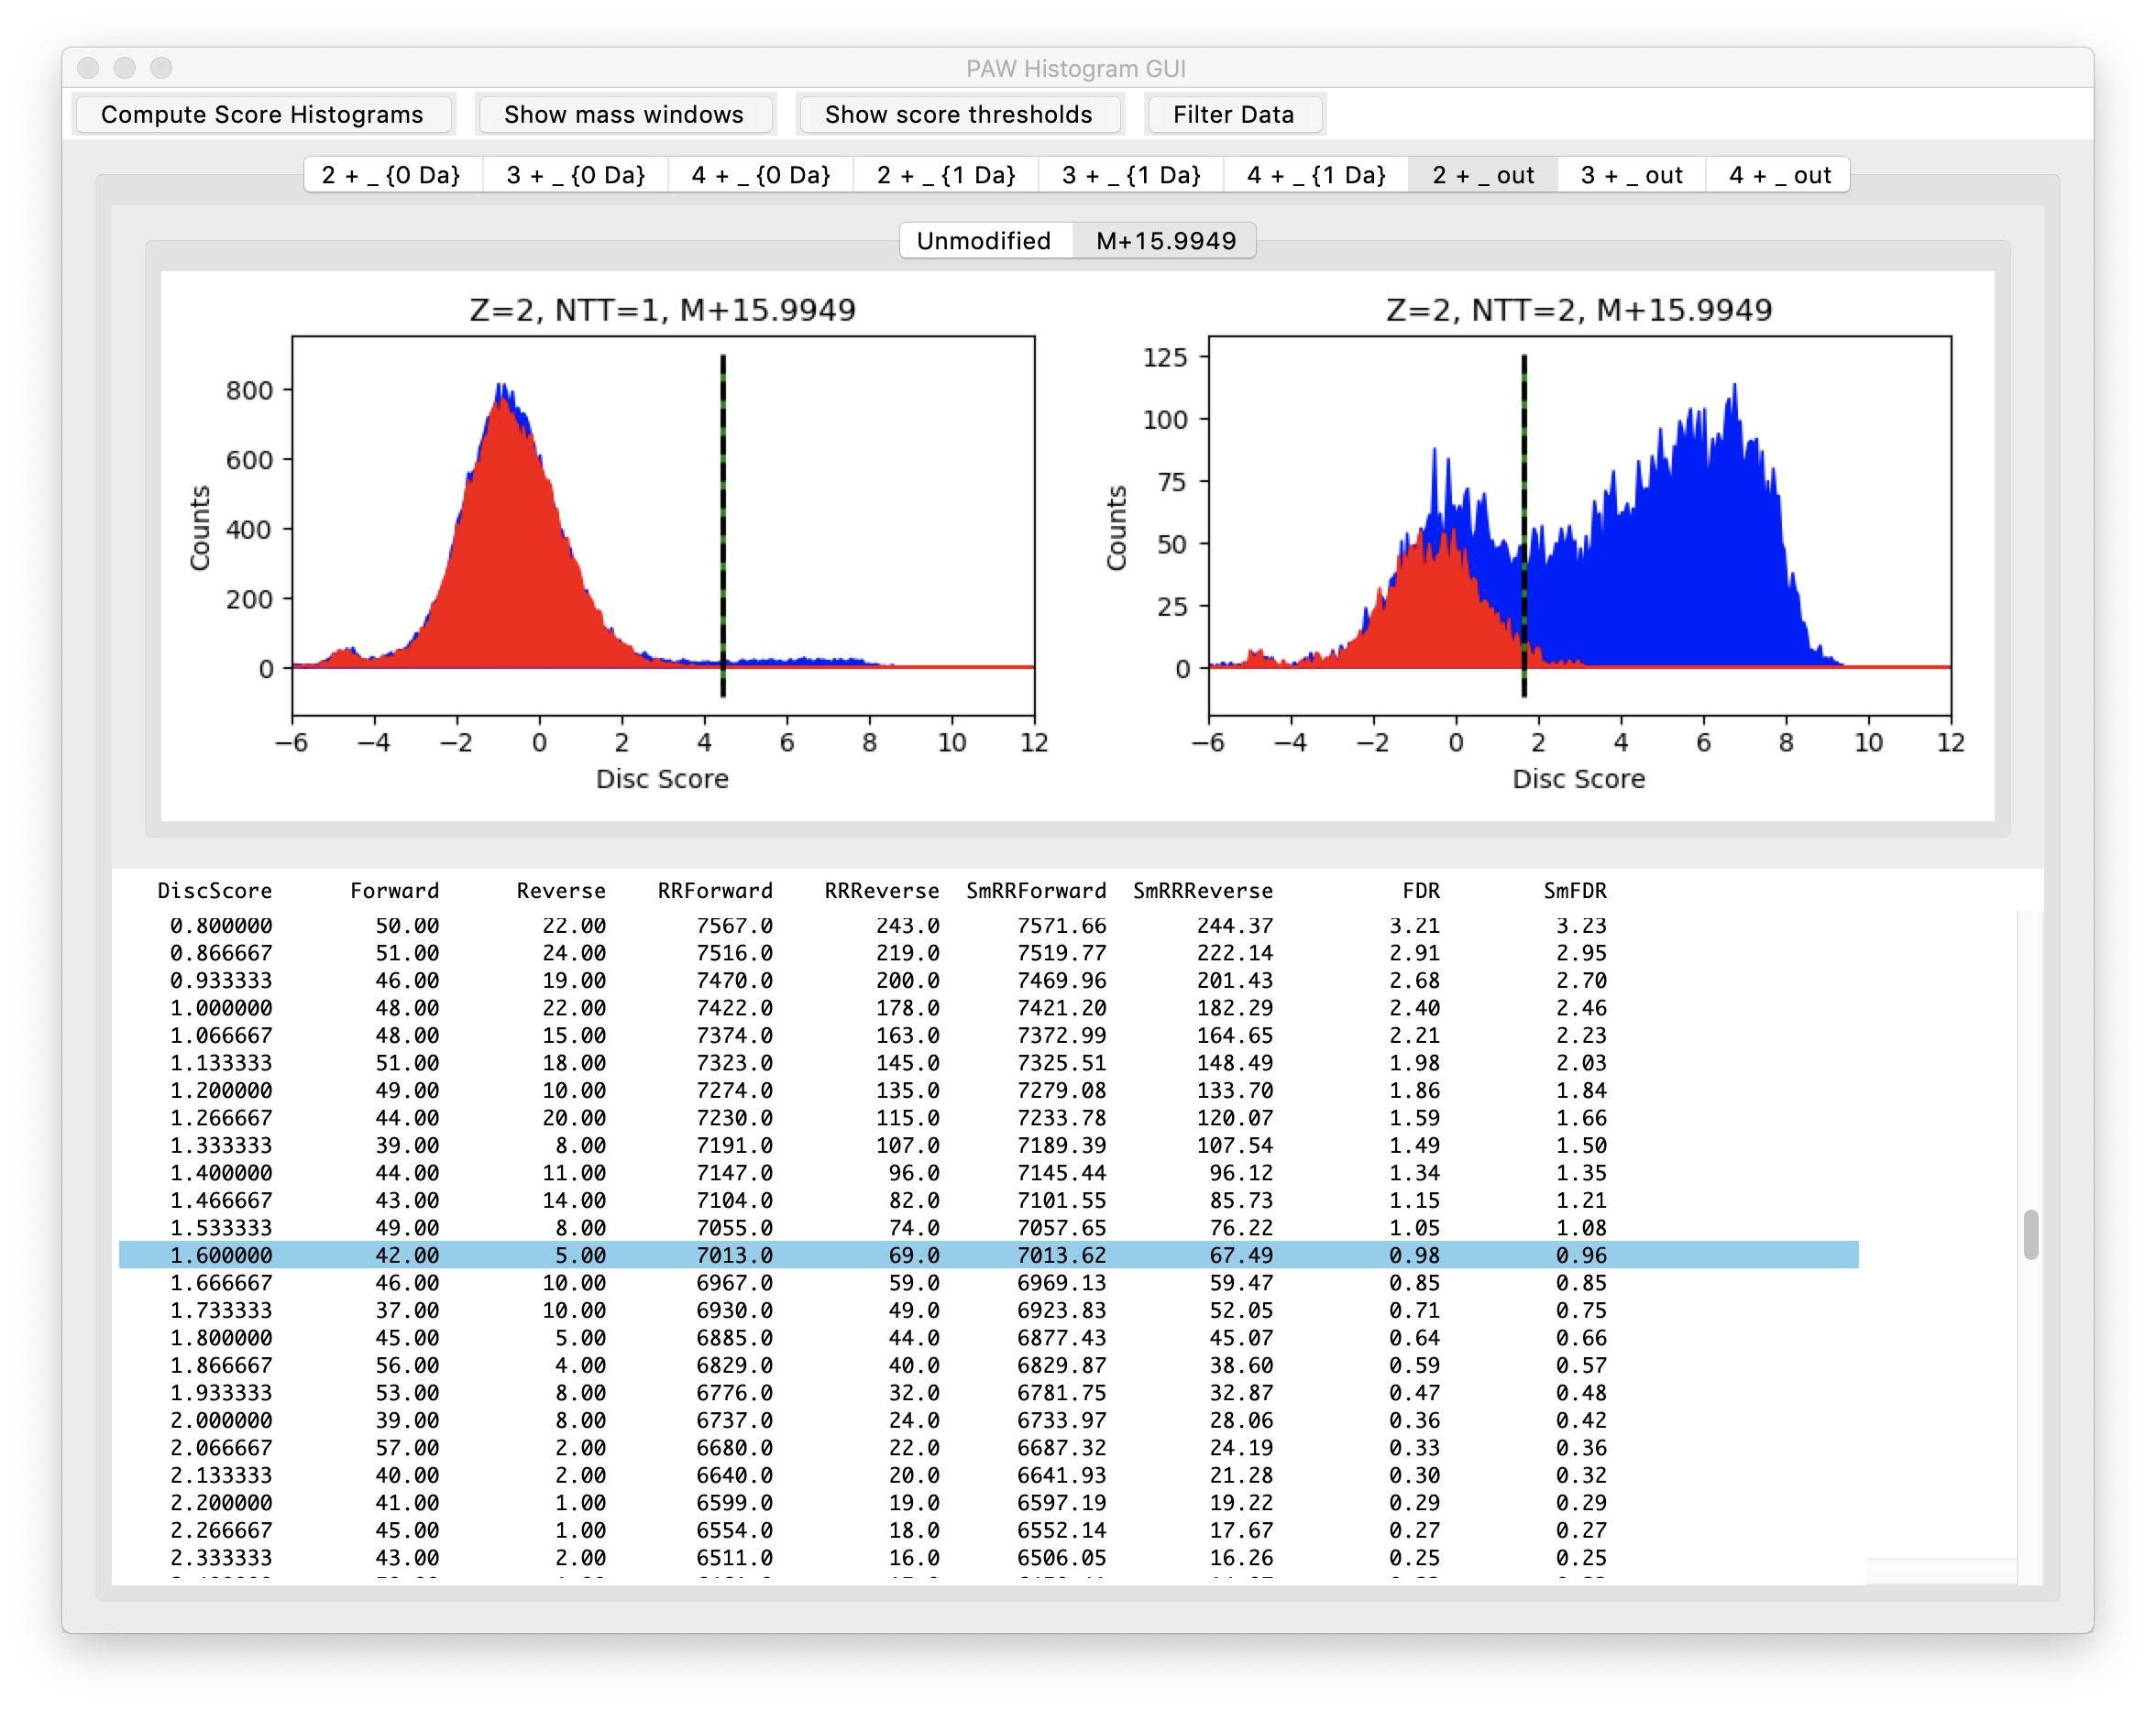 PAW Histogram GUI
Compute Score Histograms Show mass windows Show score thresholds Filter Data
2 + _ {0 Da} 3 + _ {0 Da} 4 + _ {0 Da} 2 + _ {1 Da} 3 + _ {1 Da} 4 + _ {1 Da} 2 + _ out 3 + _ out 4 + _ out
Unmodified M+15.9949
Z=2, NTT=1, M+15.9949
800
600
400
200
0
Counts
−6 −4 −2 0 2 4 6 8 10 12
Disc Score
Z=2, NTT=2, M+15.9949
125
100
75
50
25
0
Counts
−6 −4 −2 0 2 4 6 8 10 12
Disc Score
DiscScore Forward Reverse RRForward RRReverse SmRRForward SmRRReverse FDR SmFDR
0.800000 50.00 22.00 7567.0 243.0 7571.66 244.37 3.21 3.23
0.866667 51.00 24.00 7516.0 219.0 7519.77 222.14 2.91 2.95
0.933333 46.00 19.00 7470.0 200.0 7469.96 201.43 2.68 2.70
1.000000 48.00 22.00 7422.0 178.0 7421.20 182.29 2.40 2.46
1.066667 48.00 15.00 7374.0 163.0 7372.99 164.65 2.21 2.23
1.133333 51.00 18.00 7323.0 145.0 7325.51 148.49 1.98 2.03
1.200000 49.00 10.00 7274.0 135.0 7279.08 133.70 1.86 1.84
1.266667 44.00 20.00 7230.0 115.0 7233.78 120.07 1.59 1.66
1.333333 39.00 8.00 7191.0 107.0 7189.39 107.54 1.49 1.50
1.400000 44.00 11.00 7147.0 96.0 7145.44 96.12 1.34 1.35
1.466667 43.00 14.00 7104.0 82.0 7101.55 85.73 1.15 1.21
1.533333 49.00 8.00 7055.0 74.0 7057.65 76.22 1.05 1.08
1.600000 42.00 5.00 7013.0 69.0 7013.62 67.49 0.98 0.96
1.666667 46.00 10.00 6967.0 59.0 6969.13 59.47 0.85 0.85
1.733333 37.00 10.00 6930.0 49.0 6923.83 52.05 0.71 0.75
1.800000 45.00 5.00 6885.0 44.0 6877.43 45.07 0.64 0.66
1.866667 56.00 4.00 6829.0 40.0 6829.87 38.60 0.59 0.57
1.933333 53.00 8.00 6776.0 32.0 6781.75 32.87 0.47 0.48
2.000000 39.00 8.00 6737.0 24.0 6733.97 28.06 0.36 0.42
2.066667 57.00 2.00 6680.0 22.0 6687.32 24.19 0.33 0.36
2.133333 40.00 2.00 6640.0 20.0 6641.93 21.28 0.30 0.32
2.200000 41.00 1.00 6599.0 19.0 6597.19 19.22 0.29 0.29
2.266667 45.00 1.00 6554.0 18.0 6552.14 17.67 0.27 0.27
2.333333 43.00 2.00 6511.0 16.0 6506.05 16.26 0.25 0.25